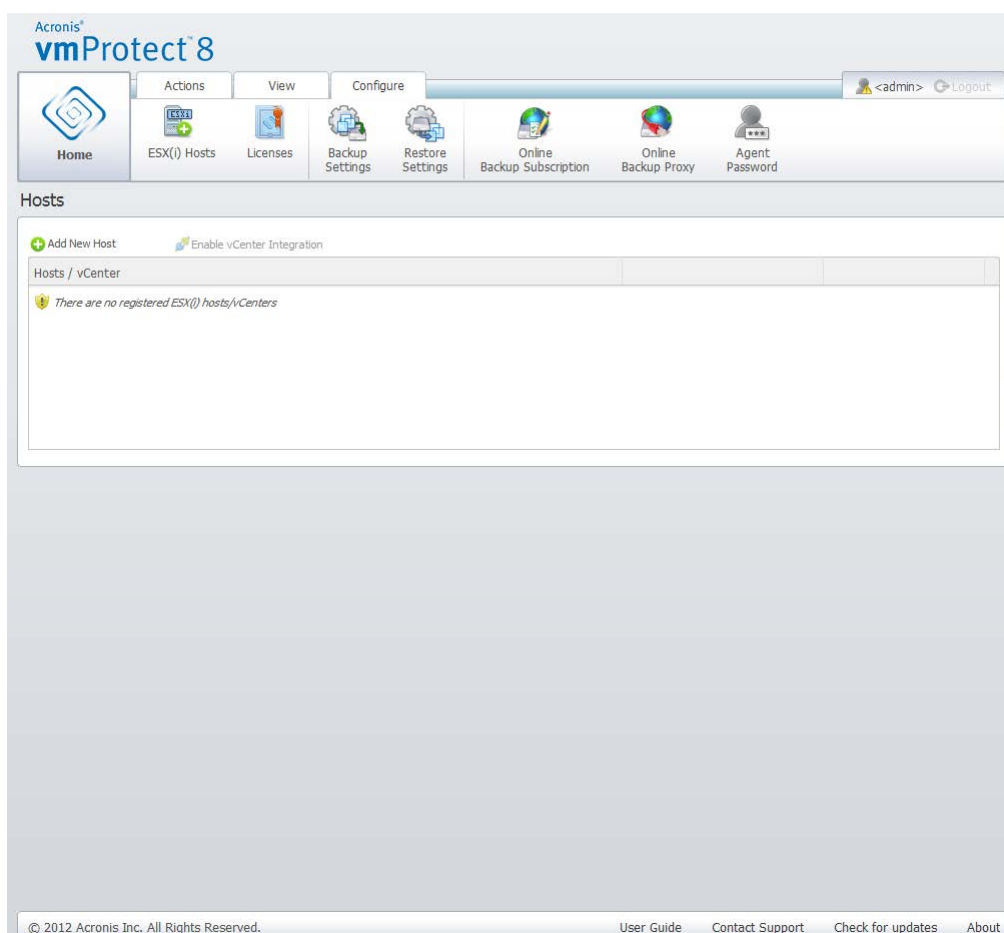 Acronis®
vmProtect™ 8
Actions View Configure
<admin> Logout
Home
ESX(i) Hosts
Licenses
Backup Settings
Restore Settings
Online Backup Subscription
Online Backup Proxy
Agent Password
Hosts
Add New Host Enable vCenter Integration
Hosts / vCenter
There are no registered ESX(i) hosts/vCenters
© 2012 Acronis Inc. All Rights Reserved. User Guide Contact Support Check for updates About